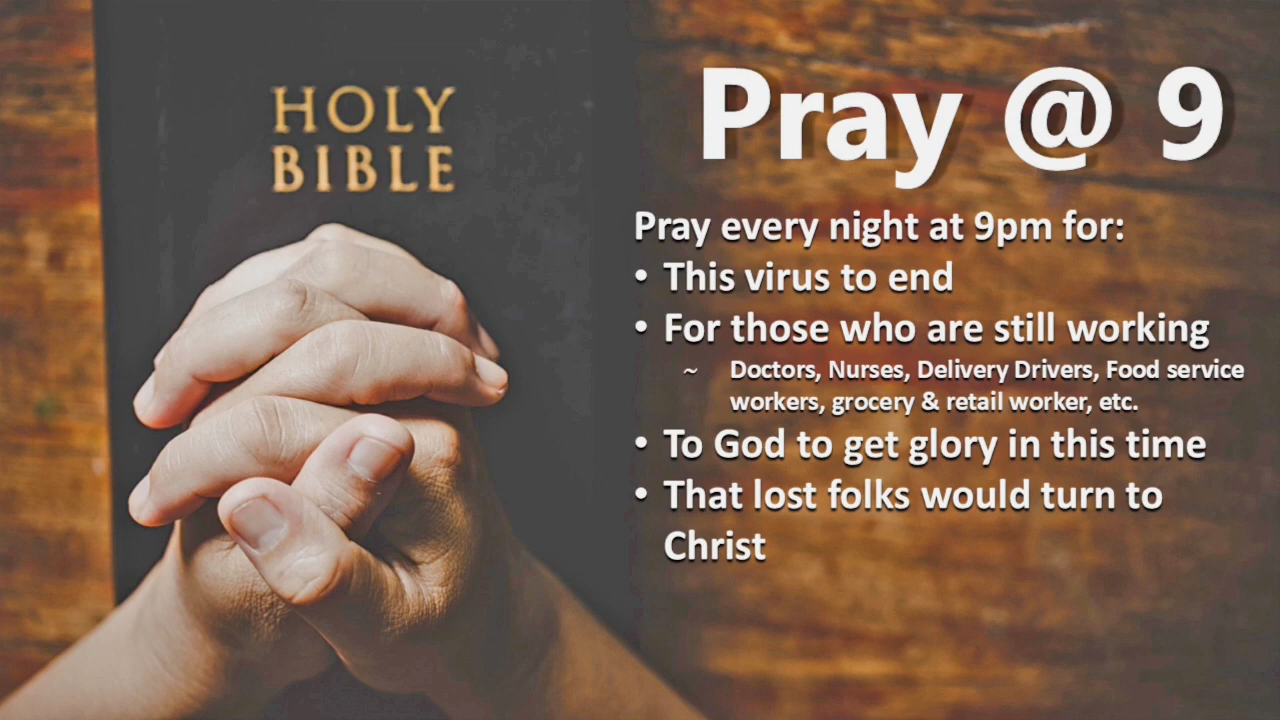 HOLY
BIBLE
Pray @ 9
Pray every night at 9pm for:
• This virus to end
• For those who are still working
~ Doctors, Nurses, Delivery Drivers, Food service
workers, grocery & retail worker, etc.
• To God to get glory in this time
• That lost folks would turn to
Christ